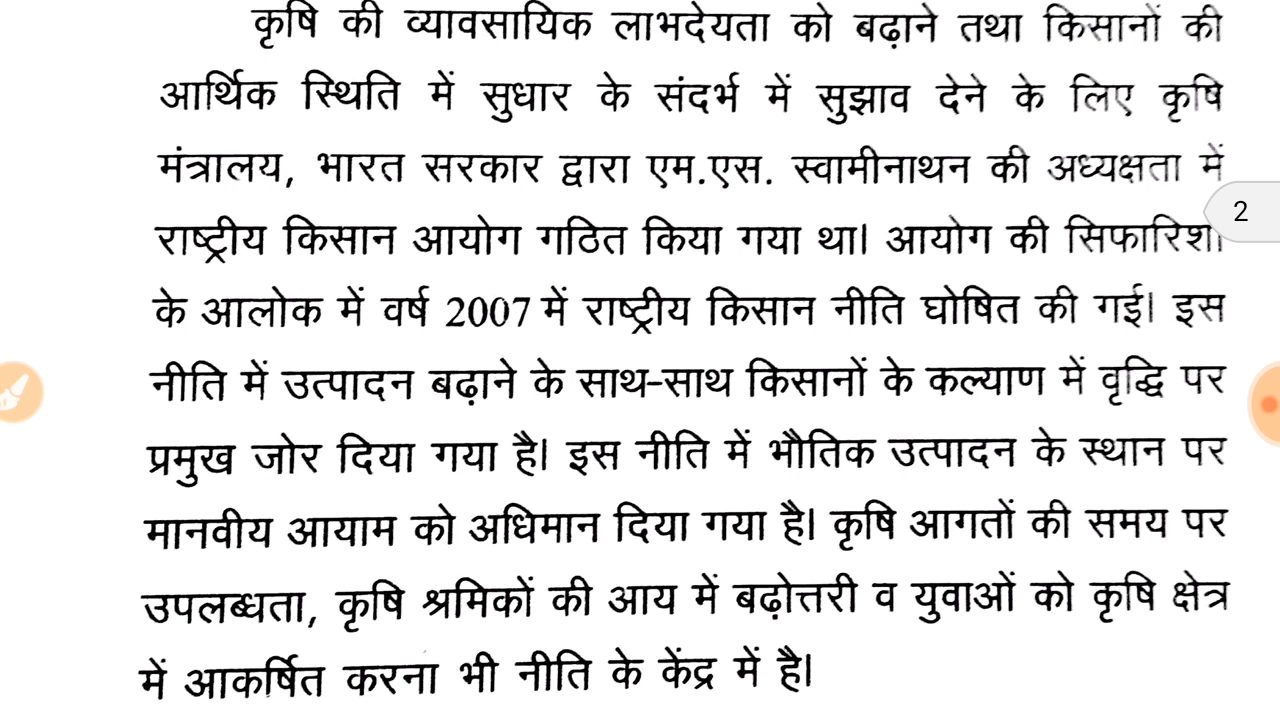 कृषि की व्यावसायिक लाभदेयता को बढ़ाने तथा किसानों की
आर्थिक स्थिति में सुधार के संदर्भ में सुझाव देने के लिए कृषि
मंत्रालय, भारत सरकार द्वारा एम.एस. स्वामीनाथन की अध्यक्षता में
राष्ट्रीय किसान आयोग गठित किया गया था। आयोग की सिफारिशों
2
के आलोक में वर्ष 2007 में राष्ट्रीय किसान नीति घोषित की गई। इस
नीति में उत्पादन बढ़ाने के साथ-साथ किसानों के कल्याण में वृद्धि पर
प्रमुख जोर दिया गया है। इस नीति में भौतिक उत्पादन के स्थान पर
मानवीय आयाम को अधिमान दिया गया है। कृषि आगतों की समय पर
उपलब्धता, कृषि श्रमिकों की आय में बढ़ोत्तरी व युवाओं को कृषि क्षेत्र
में आकर्षित करना भी नीति के केंद्र में है।